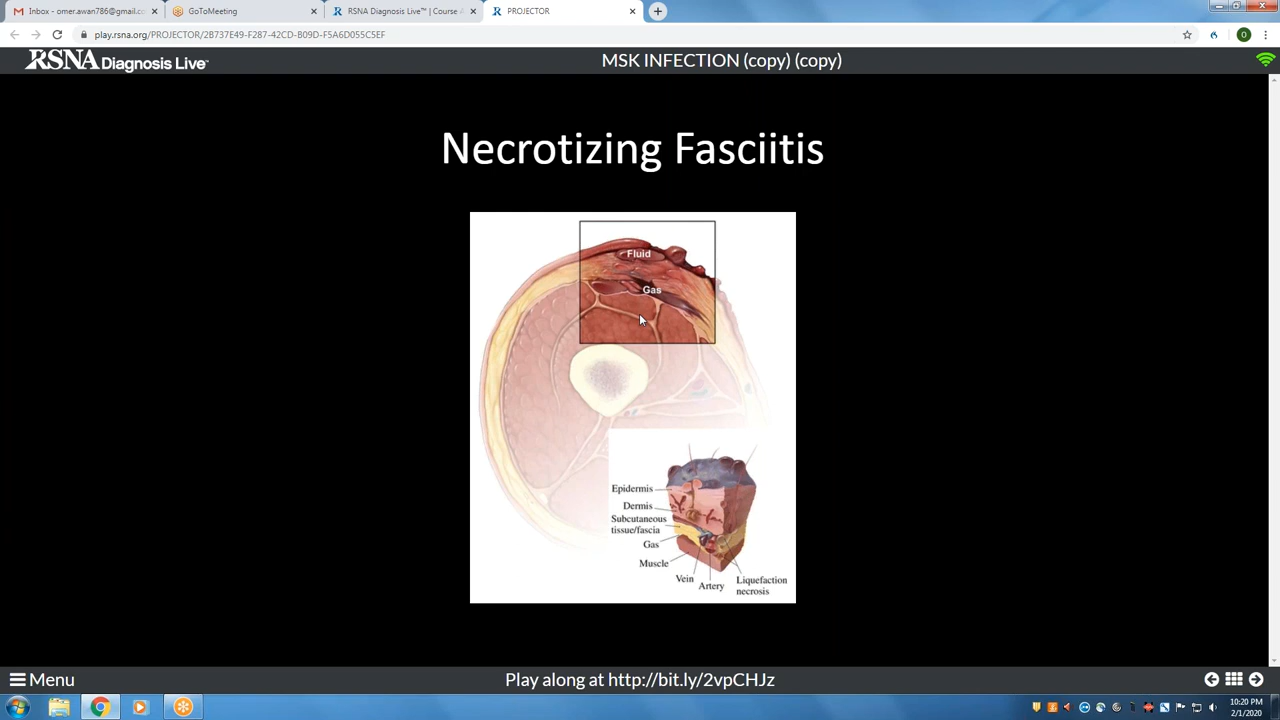 Inbox - omer.awan786@gmail.co
GoToMeeting
RSNA Diagnosis Live™ | Course
PROJECTOR
play.rsna.org/PROJECTOR/2B737E49-F287-42CD-B09D-F5A6D055C5EF
O
RSNA Diagnosis Live™
MSK INFECTION (copy) (copy)
Necrotizing Fasciitis
Fluid
Gas
Epidermis
Dermis
Subcutaneous
tissue/fascia
Gas
Muscle
Vein
Artery
Liquefaction
necrosis
Menu
Play along at http://bit.ly/2vpCHJz
10:20 PM
2/1/2020